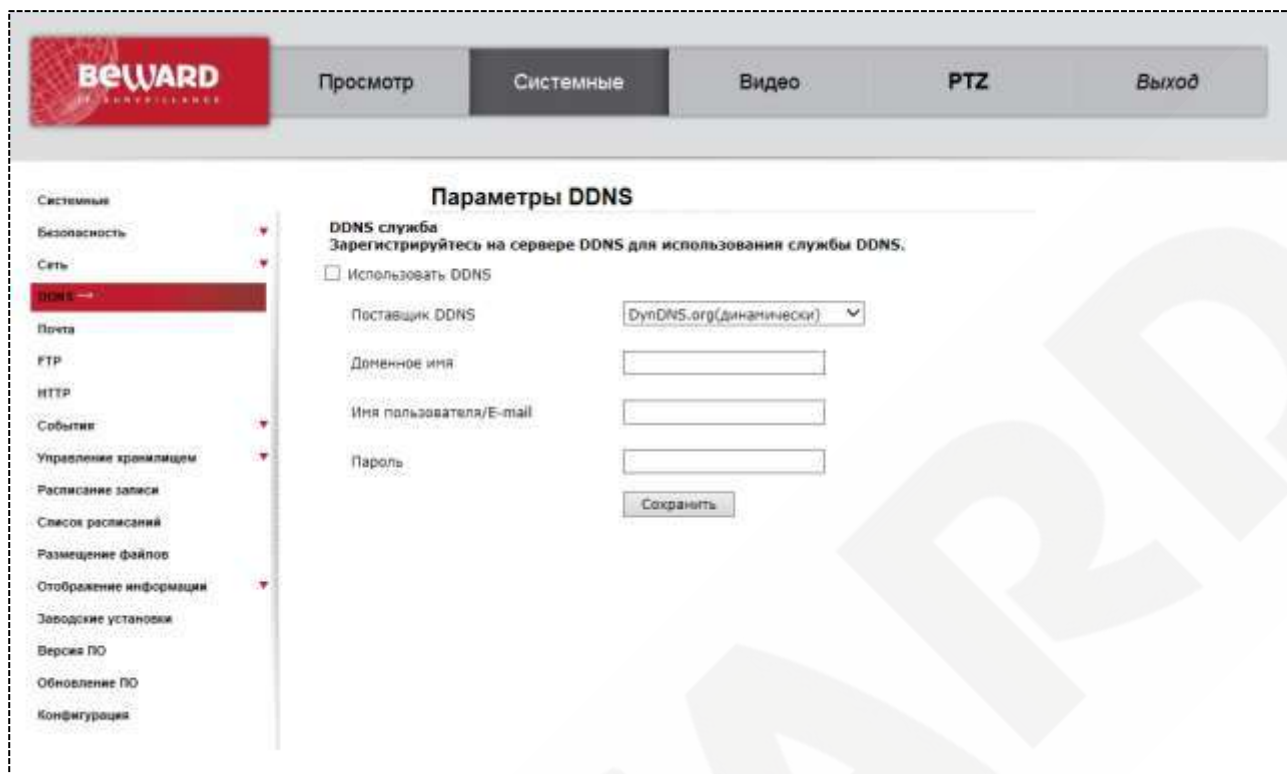 BEWARD
IP SURVEILLANCE
Просмотр
Системные
Видео
PTZ
Выход
Системные
Безопасность
Сеть
DDNS →
Почта
FTP
HTTP
События
Управление хранилищем
Расписание записи
Список расписаний
Размещение файлов
Отображение информации
Заводские установки
Версия ПО
Обновление ПО
Конфигурация
Параметры DDNS
DDNS служба
Зарегистрируйтесь на сервере DDNS для использования службы DDNS.
Использовать DDNS
Поставщик DDNS
DynDNS.org(динамически)
Доменное имя
Имя пользователя/E-mail
Пароль
Сохранить